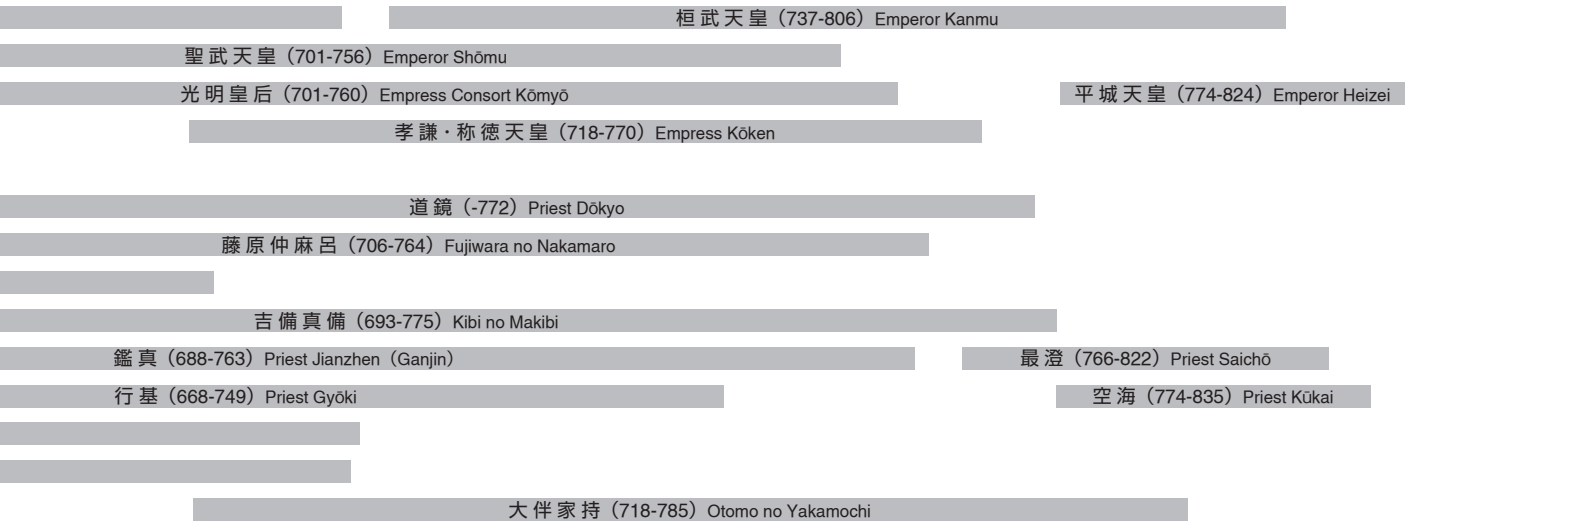 桓武天皇（737-806）Emperor Kanmu
聖武天皇（701-756）Emperor Shōmu
光明皇后（701-760）Empress Consort Kōmyō
平城天皇（774-824）Emperor Heizei
孝謙・称徳天皇（718-770）Empress Kōken
道鏡（-772）Priest Dōkyo
藤原仲麻呂（706-764）Fujiwara no Nakamaro
吉備真備（693-775）Kibi no Makibi
鑑真（688-763）Priest Jianzhen（Ganjin）
最澄（766-822）Priest Saichō
行基（668-749）Priest Gyōki
空海（774-835）Priest Kūkai
大伴家持（718-785）Otomo no Yakamochi